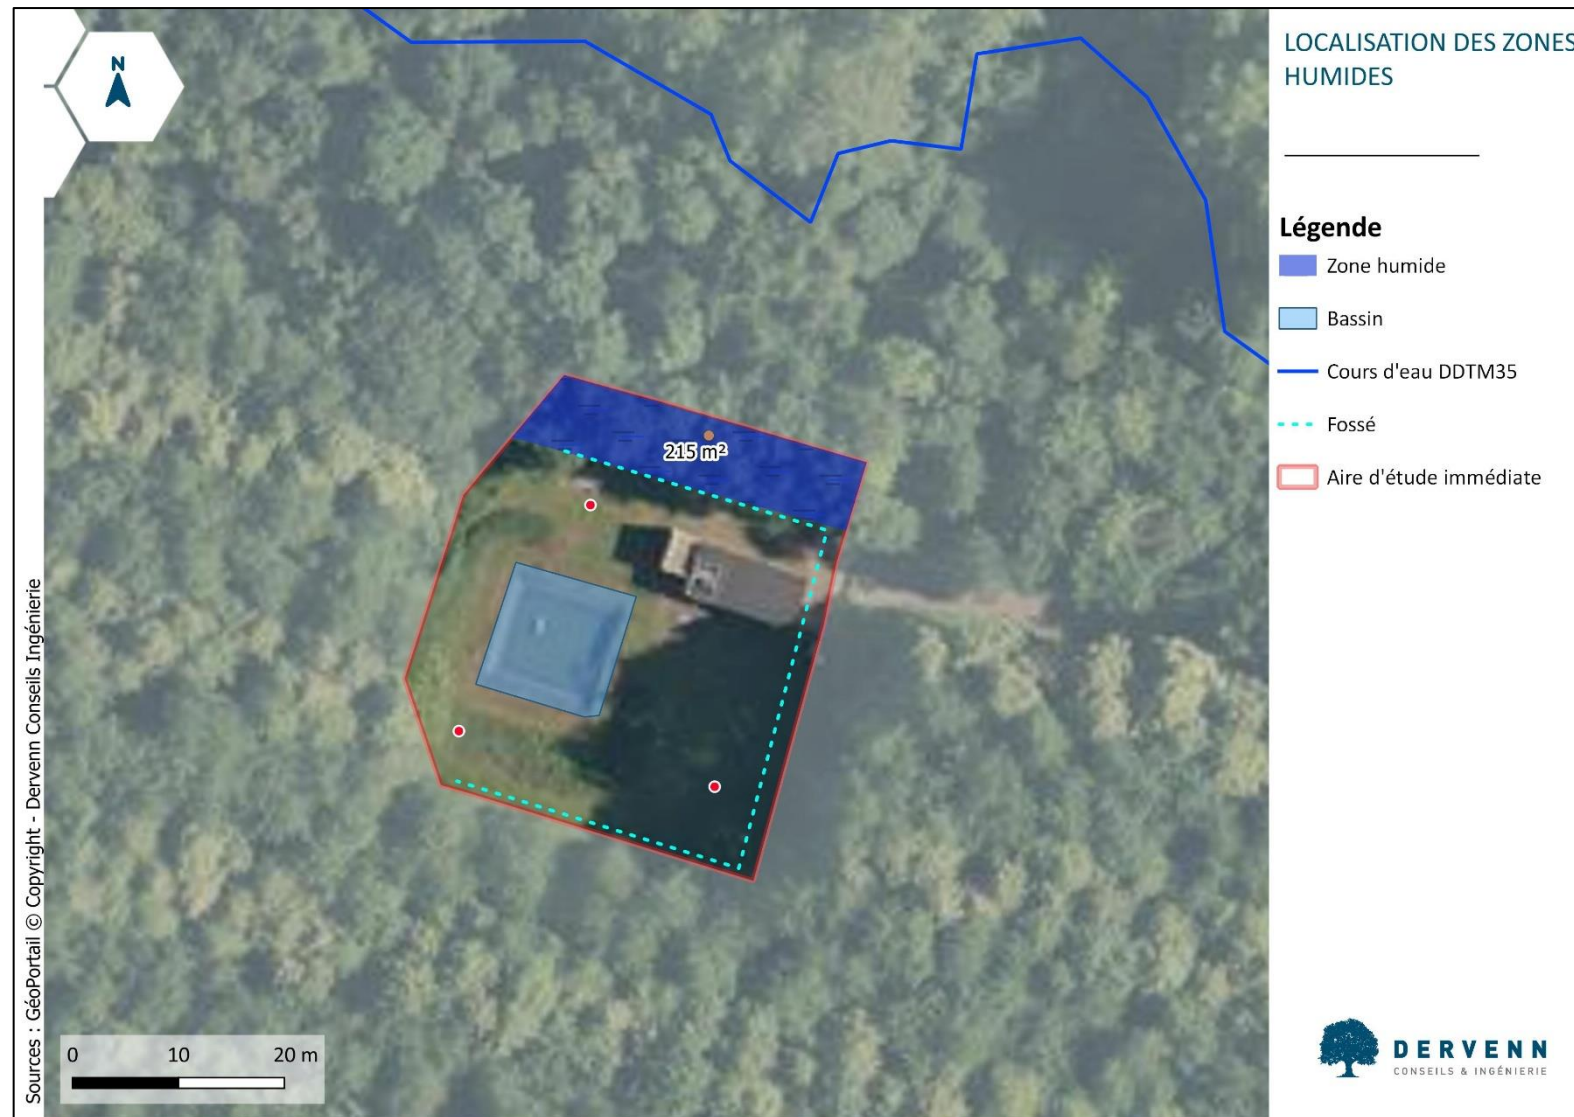 N
LOCALISATION DES ZONES
HUMIDES
Légende
Zone humide
Bassin
Cours d'eau DDTM35
Fossé
Aire d'étude immédiate
215 m²
Sources : GéoPortail © Copyright - Dervenn Conseils Ingénierie
0 10 20 m
DERVENN
CONSEILS & INGÉNIERIE